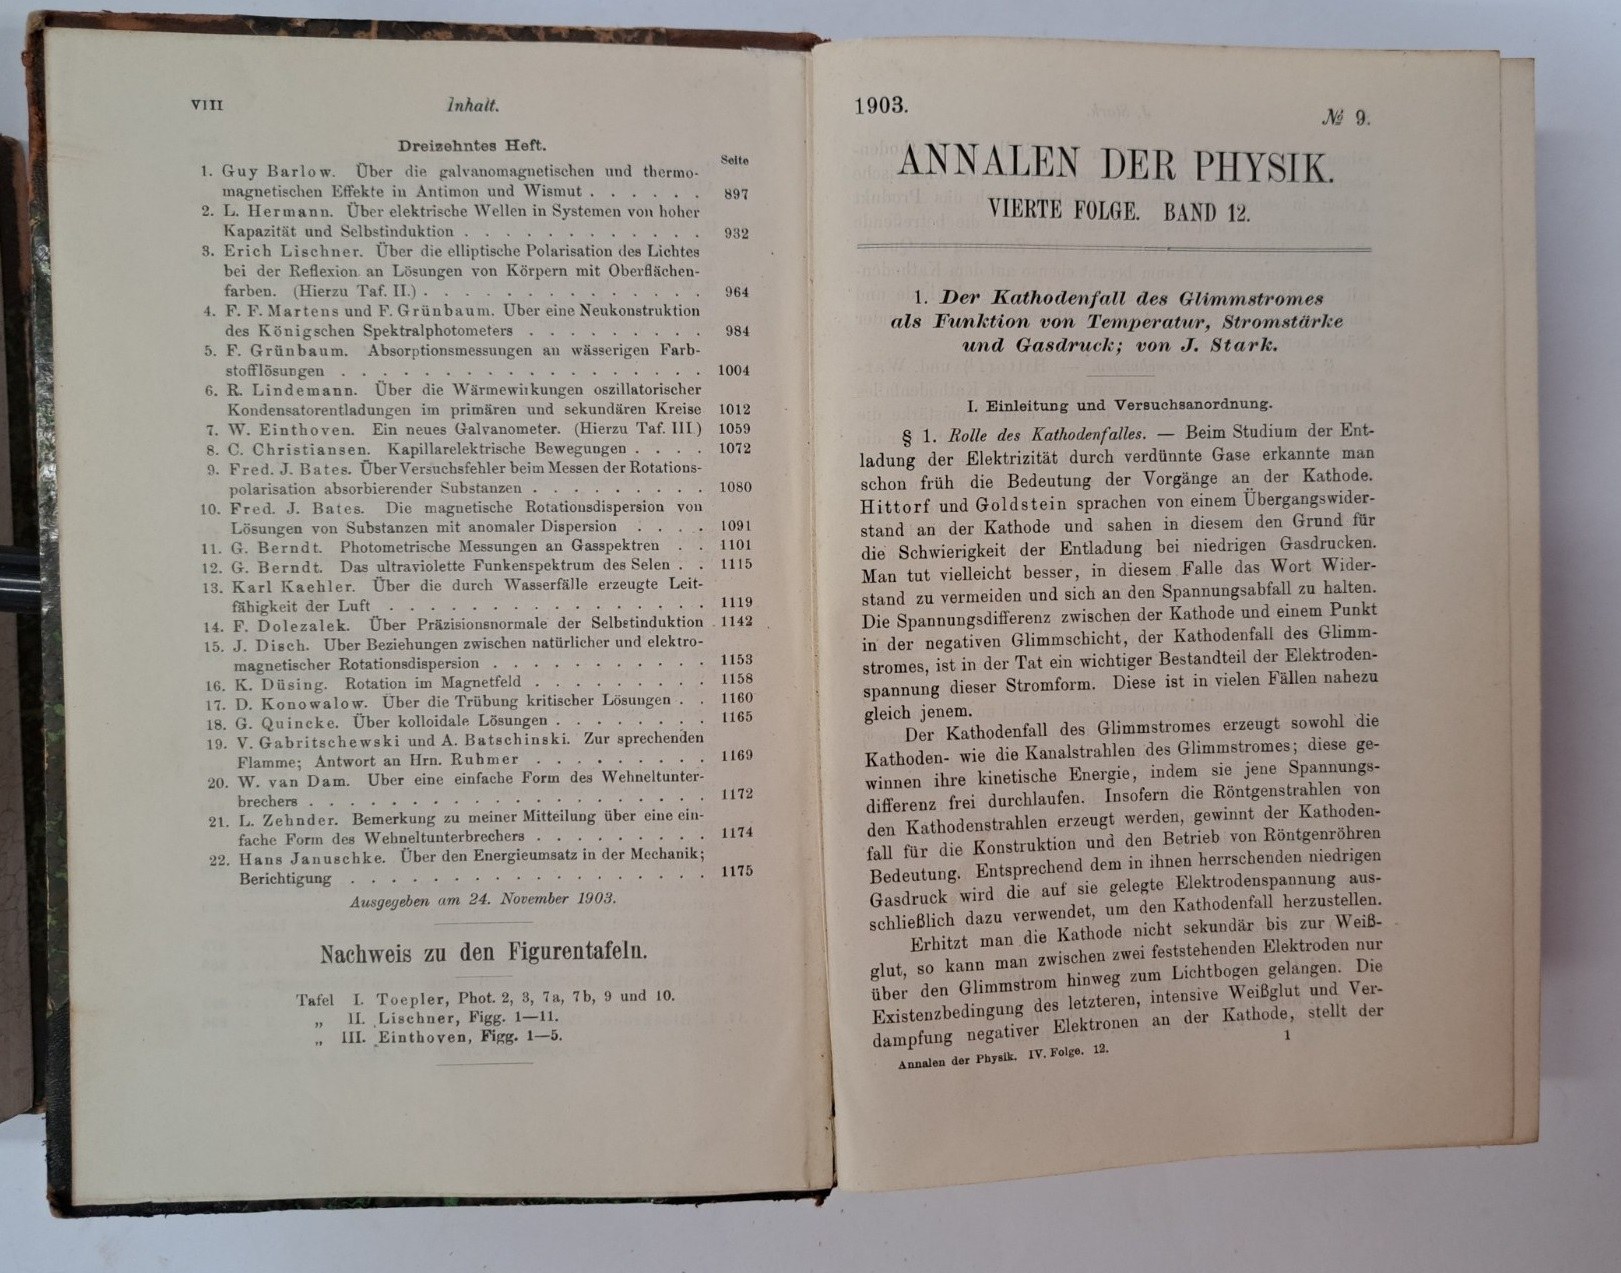 VIII Inhalt.
Dreizehntes Heft.
Seite
1. Guy Barlow. Über die galvanomagnetischen und thermo-
magnetischen Effekte in Antimon und Wismut . . . . . . 897
2. L. Hermann. Über elektrische Wellen in Systemen von hoher
Kapazität und Selbstinduktion . . . . . . . . . . . . 932
3. Erich Lischner. Über die elliptische Polarisation des Lichtes
bei der Reflexion an Lösungen von Körpern mit Oberflächen-
farben. (Hierzu Taf. II.) . . . . . . . . . . . . . . 964
4. F. F. Martens und F. Grünbaum. Über eine Neukonstruktion
des Königschen Spektralphotometers . . . . . . . . . 984
5. F. Grünbaum. Absorptionsmessungen an wässerigen Farb-
stofflösungen . . . . . . . . . . . . . . . . . . 1004
6. R. Lindemann. Über die Wärmewirkungen oszillatorischer
Kondensatorentladungen im primären und sekundären Kreise 1012
7. W. Einthoven. Ein neues Galvanometer. (Hierzu Taf. III.) 1059
8. C. Christiansen. Kapillarelektrische Bewegungen . . . . 1072
9. Fred. J. Bates. Über Versuchsfehler beim Messen der Rotations-
polarisation absorbierender Substanzen . . . . . . . . . 1080
10. Fred. J. Bates. Die magnetische Rotationsdispersion von
Lösungen von Substanzen mit anomaler Dispersion . . . . 1091
11. G. Berndt. Photometrische Messungen an Gasspektren . . 1101
12. G. Berndt. Das ultraviolette Funkenspektrum des Selen . . 1115
13. Karl Kaehler. Über die durch Wasserfälle erzeugte Leit-
fähigkeit der Luft . . . . . . . . . . . . . . . . 1119
14. F. Dolezalek. Über Präzisionsnormale der Selbstinduktion . 1142
15. J. Disch. Über Beziehungen zwischen natürlicher und elektro-
magnetischer Rotationsdispersion . . . . . . . . . . . 1153
16. K. Düsing. Rotation im Magnetfeld . . . . . . . . . 1158
17. D. Konowalow. Über die Trübung kritischer Lösungen . . 1160
18. G. Quincke. Über kolloidale Lösungen . . . . . . . . 1165
19. V. Gabritschewski und A. Batschinski. Zur sprechenden
Flamme; Antwort an Hrn. Ruhmer . . . . . . . . . 1169
20. W. van Dam. Über eine einfache Form des Wehneltunter-
brechers . . . . . . . . . . . . . . . . . . . . 1172
21. L. Zehnder. Bemerkung zu meiner Mitteilung über eine ein-
fache Form des Wehneltunterbrechers . . . . . . . . . 1174
22. Hans Januschke. Über den Energieumsatz in der Mechanik;
Berichtigung . . . . . . . . . . . . . . . . . . 1175
Ausgegeben am 24. November 1903.
Nachweis zu den Figurentafeln.
Tafel I. Toepler, Phot. 2, 3, 7a, 7b, 9 und 10.
„ II. Lischner, Figg. 1—11.
„ III. Einthoven, Figg. 1—5.
1903. № 9.
ANNALEN DER PHYSIK.
VIERTE FOLGE. BAND 12.
1. Der Kathodenfall des Glimmstromes
als Funktion von Temperatur, Stromstärke
und Gasdruck; von J. Stark.
I. Einleitung und Versuchsanordnung.
§ 1. Rolle des Kathodenfalles. — Beim Studium der Ent-
ladung der Elektrizität durch verdünnte Gase erkannte man
schon früh die Bedeutung der Vorgänge an der Kathode.
Hittorf und Goldstein sprachen von einem Übergangswider-
stand an der Kathode und sahen in diesem den Grund für
die Schwierigkeit der Entladung bei niedrigen Gasdrucken.
Man tut vielleicht besser, in diesem Falle das Wort Wider-
stand zu vermeiden und sich an den Spannungsabfall zu halten.
Die Spannungsdifferenz zwischen der Kathode und einem Punkt
in der negativen Glimmschicht, der Kathodenfall des Glimm-
stromes, ist in der Tat ein wichtiger Bestandteil der Elektroden-
spannung dieser Stromform. Diese ist in vielen Fällen nahezu
gleich jenem.
Der Kathodenfall des Glimmstromes erzeugt sowohl die
Kathoden- wie die Kanalstrahlen des Glimmstromes; diese ge-
winnen ihre kinetische Energie, indem sie jene Spannungs-
differenz frei durchlaufen. Insofern die Röntgenstrahlen von
den Kathodenstrahlen erzeugt werden, gewinnt der Kathoden-
fall für die Konstruktion und den Betrieb von Röntgenröhren
Bedeutung. Entsprechend dem in ihnen herrschenden niedrigen
Gasdruck wird die auf sie gelegte Elektrodenspannung aus-
schließlich dazu verwendet, um den Kathodenfall herzustellen.
Erhitzt man die Kathode nicht sekundär bis zur Weiß-
glut, so kann man zwischen zwei feststehenden Elektroden nur
über den Glimmstrom hinweg zum Lichtbogen gelangen. Die
Existenzbedingung des letzteren, intensive Weißglut und Ver-
dampfung negativer Elektronen an der Kathode, stellt der
Annalen der Physik. IV. Folge. 12. 1